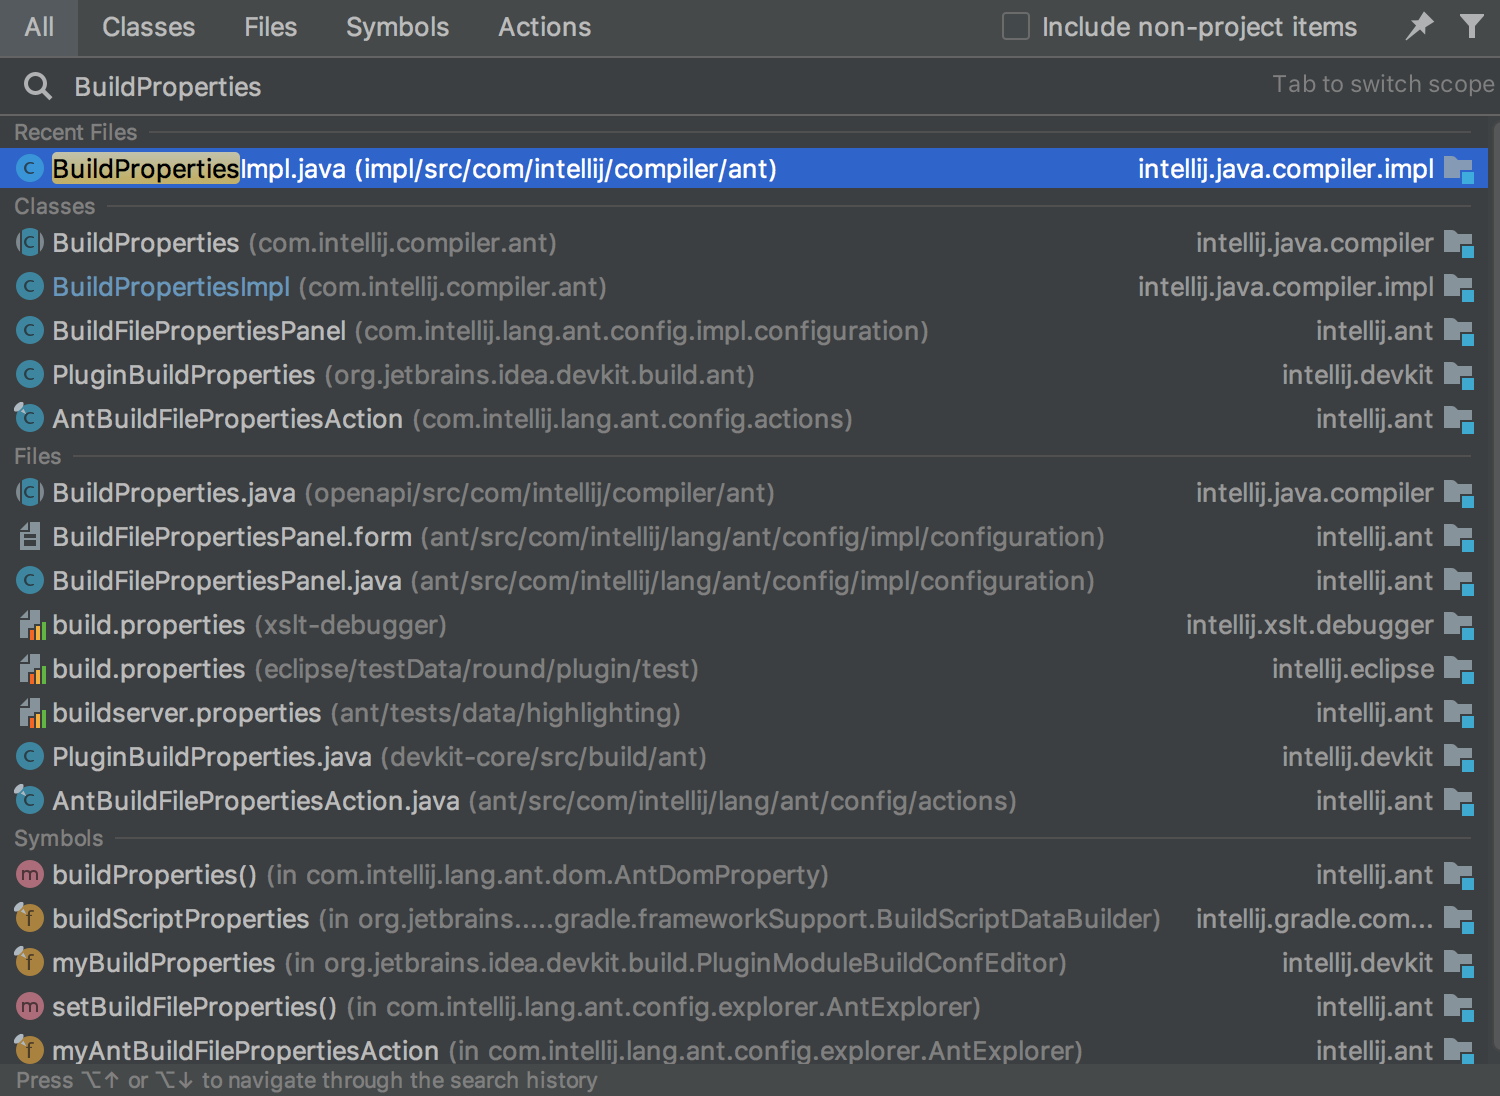 All Classes Files Symbols Actions Include non-project items
BuildProperties Tab to switch scope
Recent Files
BuildPropertiesImpl.java (impl/src/com/intellij/compiler/ant) intellij.java.compiler.impl
Classes
BuildProperties (com.intellij.compiler.ant) intellij.java.compiler
BuildPropertiesImpl (com.intellij.compiler.ant) intellij.java.compiler.impl
BuildFilePropertiesPanel (com.intellij.lang.ant.config.impl.configuration) intellij.ant
PluginBuildProperties (org.jetbrains.idea.devkit.build.ant) intellij.devkit
AntBuildFilePropertiesAction (com.intellij.lang.ant.config.actions) intellij.ant
Files
BuildProperties.java (openapi/src/com/intellij/compiler/ant) intellij.java.compiler
BuildFilePropertiesPanel.form (ant/src/com/intellij/lang/ant/config/impl/configuration) intellij.ant
BuildFilePropertiesPanel.java (ant/src/com/intellij/lang/ant/config/impl/configuration) intellij.ant
build.properties (xslt-debugger) intellij.xslt.debugger
build.properties (eclipse/testData/round/plugin/test) intellij.eclipse
buildserver.properties (ant/tests/data/highlighting) intellij.ant
PluginBuildProperties.java (devkit-core/src/build/ant) intellij.devkit
AntBuildFilePropertiesAction.java (ant/src/com/intellij/lang/ant/config/actions) intellij.ant
Symbols
buildProperties() (in com.intellij.lang.ant.dom.AntDomProperty) intellij.ant
buildScriptProperties (in org.jetbrains.....gradle.frameworkSupport.BuildScriptDataBuilder) intellij.gradle.com...
myBuildProperties (in org.jetbrains.idea.devkit.build.PluginModuleBuildConfEditor) intellij.devkit
setBuildFileProperties() (in com.intellij.lang.ant.config.explorer.AntExplorer) intellij.ant
myAntBuildFilePropertiesAction (in com.intellij.lang.ant.config.explorer.AntExplorer) intellij.ant
Press ⌥↑ or ⌥↓ to navigate through the search history